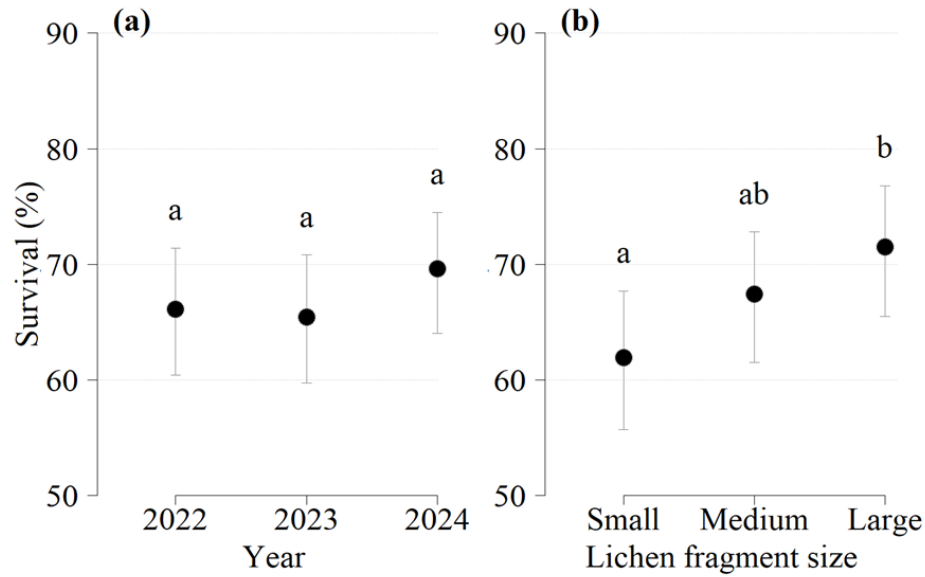 (a)
(b)
Survival (%)
90
80
70
60
50
a
a
a
2022
2023
2024
Year
90
80
70
60
50
a
ab
b
Small
Medium
Large
Lichen fragment size